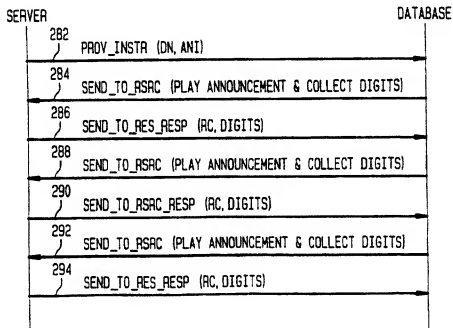 SERVER DATABASE
282
PROV_INSTR (DN, ANI)
284
SEND_TO_RSRC (PLAY ANNOUNCEMENT & COLLECT DIGITS)
286
SEND_TO_RES_RESP (RC, DIGITS)
288
SEND_TO_RSRC (PLAY ANNOUNCEMENT & COLLECT DIGITS)
290
SEND_TO_RSRC_RESP (RC, DIGITS)
292
SEND_TO_RSRC (PLAY ANNOUNCEMENT & COLLECT DIGITS)
294
SEND_TO_RES_RESP (RC, DIGITS)